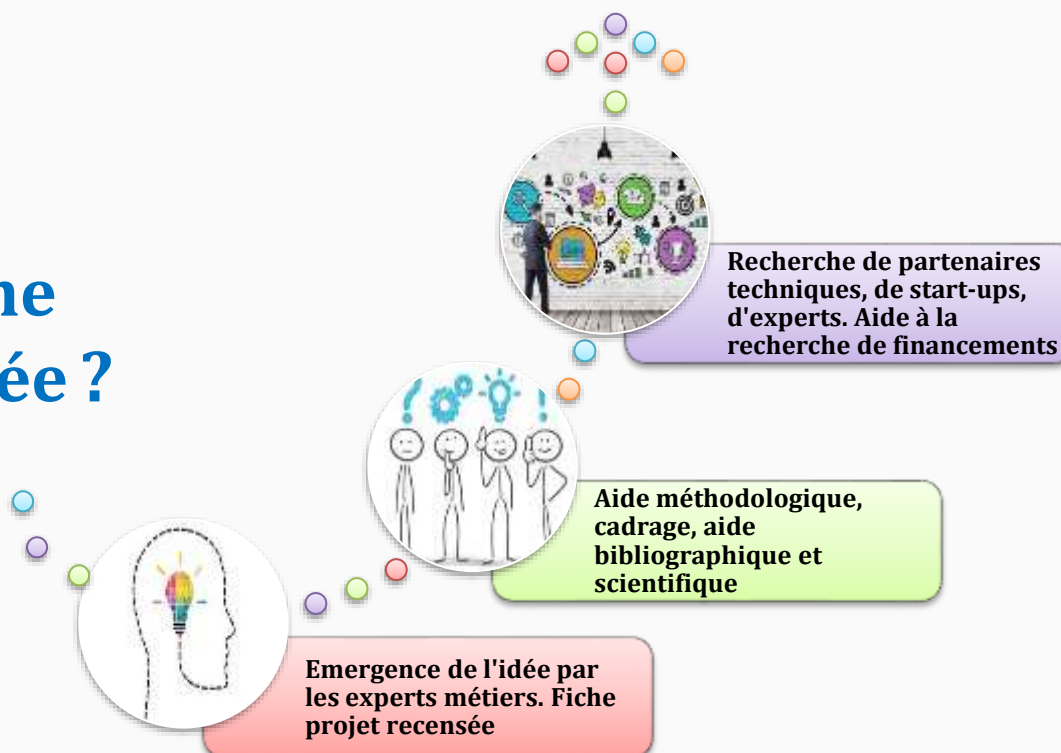 ne
ée ?
Recherche de partenaires
techniques, de start-ups,
d'experts. Aide à la
recherche de financements
Aide méthodologique,
cadrage, aide
bibliographique et
scientifique
Emergence de l'idée par
les experts métiers. Fiche
projet recensée